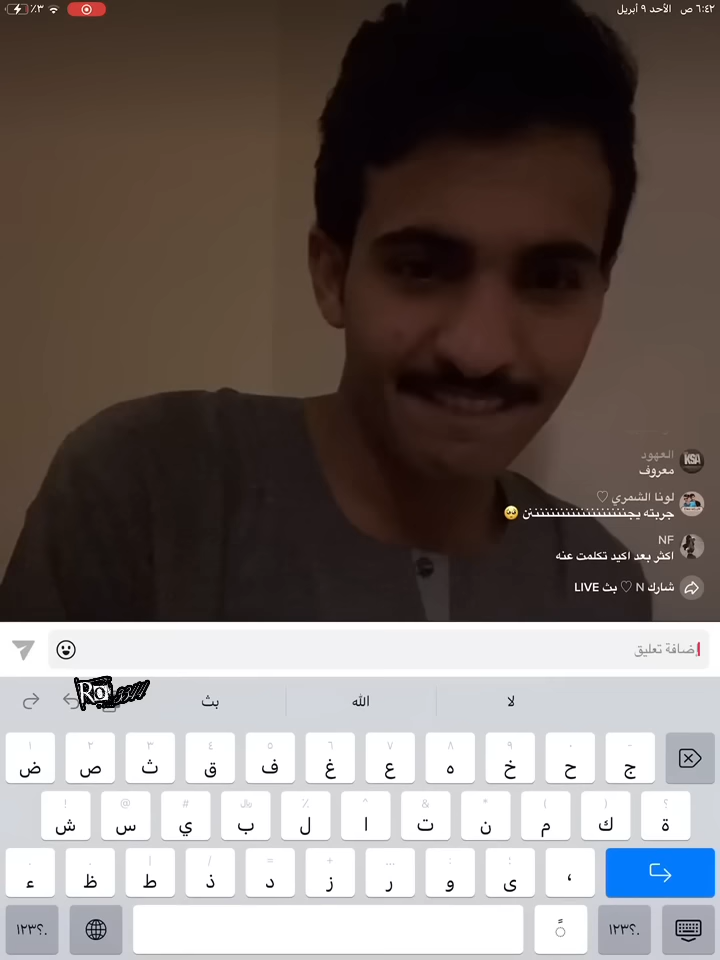 ٦:٤٢ ص الأحد ٩ أبريل
٪٣
العهود
معروف
لونا الشمري ♡
جربته يجننننننننننننننننننن 🥺
NF
اكثر بعد اكيد تكلمت عنه
شارك N ♡ بث LIVE
إضافة تعليق
لا الله بث
ض ص ث ق ف غ ع ه خ ح ج
ش س ي ب ل ا ت ن م ك ة
ء ظ ط ذ د ز ر و ى ،
١٢٣؟. ١٢٣؟.